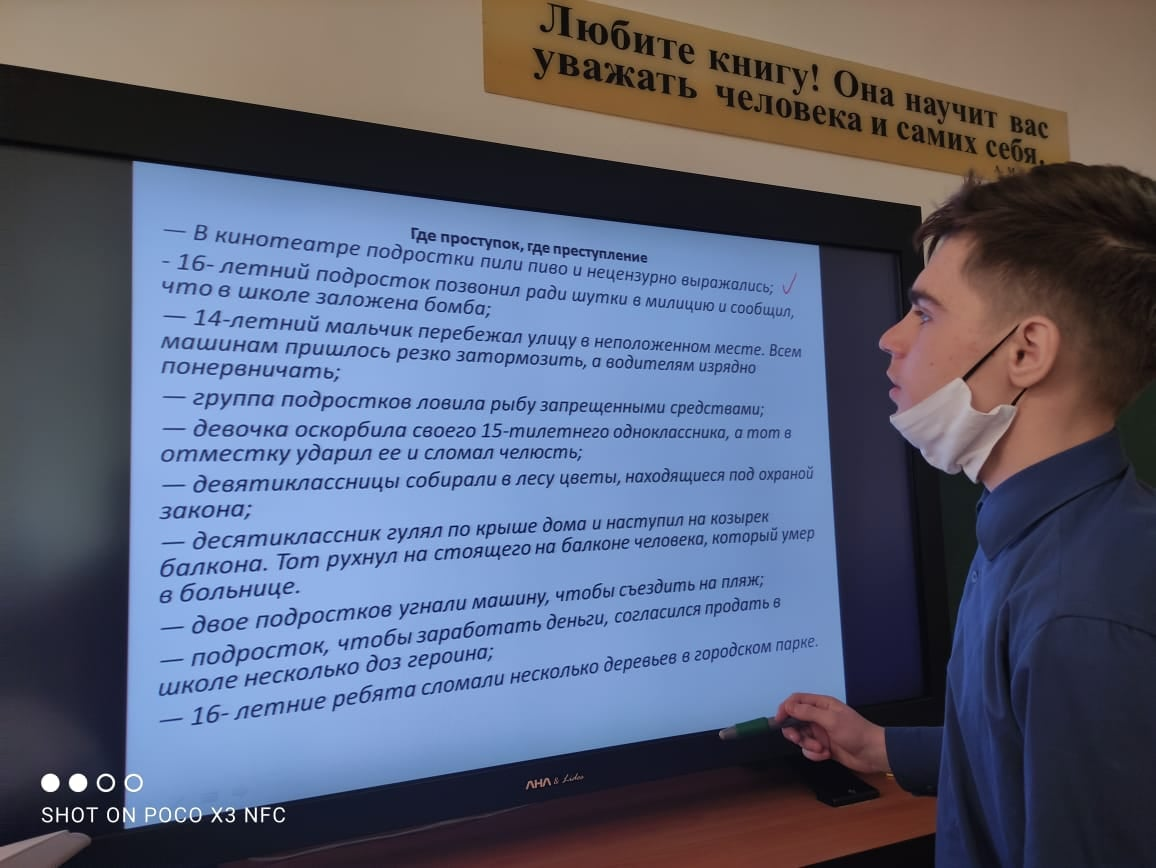 Любите книгу! Она научит вас
уважать человека и самих себя.
Где проступок, где преступление
— В кинотеатре подростки пили пиво и нецензурно выражались;
- 16- летний подросток позвонил ради шутки в милицию и сообщил,
что в школе заложена бомба;
— 14-летний мальчик перебежал улицу в неположенном месте. Всем
машинам пришлось резко затормозить, а водителям изрядно
понервничать;
— группа подростков ловила рыбу запрещенными средствами;
— девочка оскорбила своего 15-тилетнего одноклассника, а тот в
отместку ударил ее и сломал челюсть;
— девятиклассницы собирали в лесу цветы, находящиеся под охраной
закона;
— десятиклассник гулял по крыше дома и наступил на козырек
балкона. Тот рухнул на стоящего на балконе человека, который умер
в больнице.
— двое подростков угнали машину, чтобы съездить на пляж;
— подросток, чтобы заработать деньги, согласился продать в
школе несколько доз героина;
— 16- летние ребята сломали несколько деревьев в городском парке.
SHOT ON POCO X3 NFC